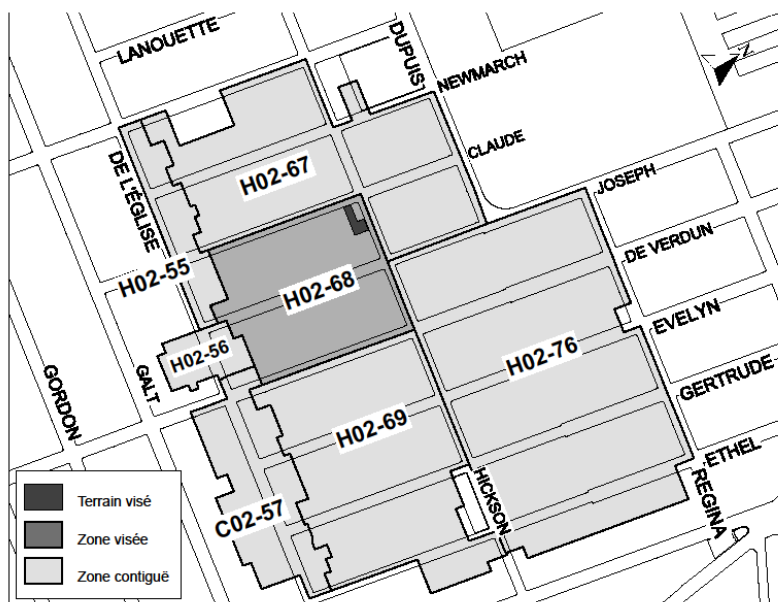 LANOUETTE
DUPUIS
NEWMARCH
N
CLAUDE
DE L'ÉGLISE
H02-67
JOSEPH
DE VERDUN
H02-55
H02-68
EVELYN
H02-56
H02-76
GALT
GORDON
GERTRUDE
H02-69
ETHEL
HICKSON
REGINA
C02-57
Terrain visé
Zone visée
Zone contiguë